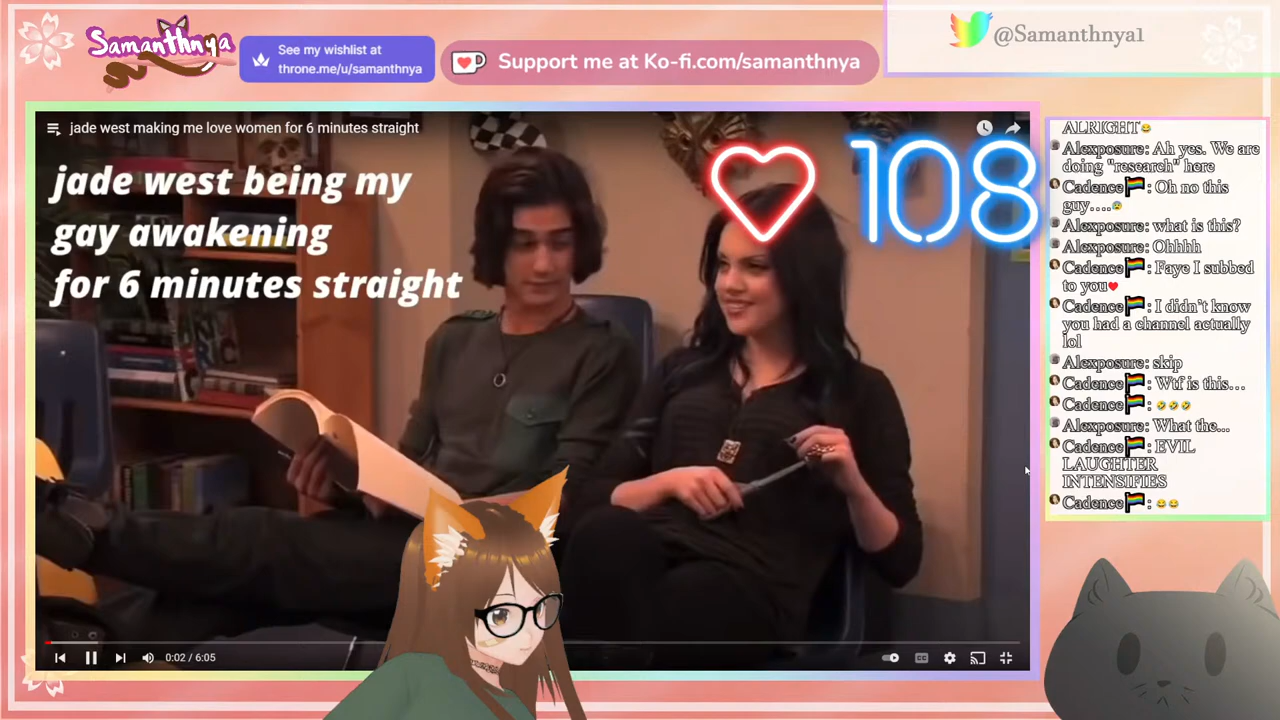 Samanthnya
See my wishlist at
throne.me/u/samanthnya
Support me at Ko-fi.com/samanthnya
@Samanthnya1
jade west making me love women for 6 minutes straight
jade west being my
gay awakening
for 6 minutes straight
108
0:02 / 6:05
CC
ALRIGHT😂
Alexposure: Ah yes. We are
doing "research" here
Cadence🏳️‍🌈: Oh no this
guy....😰
Alexposure: what is this?
Alexposure: Ohhhh
Cadence🏳️‍🌈: Faye I subbed
to you♥
Cadence🏳️‍🌈: I didn't know
you had a channel actually
lol
Alexposure: skip
Cadence🏳️‍🌈: Wtf is this…
Cadence🏳️‍🌈: 🤣🤣🤣
Alexposure: What the...
Cadence🏳️‍🌈: EVIL
LAUGHTER
INTENSIFIES
Cadence🏳️‍🌈: 😂😂